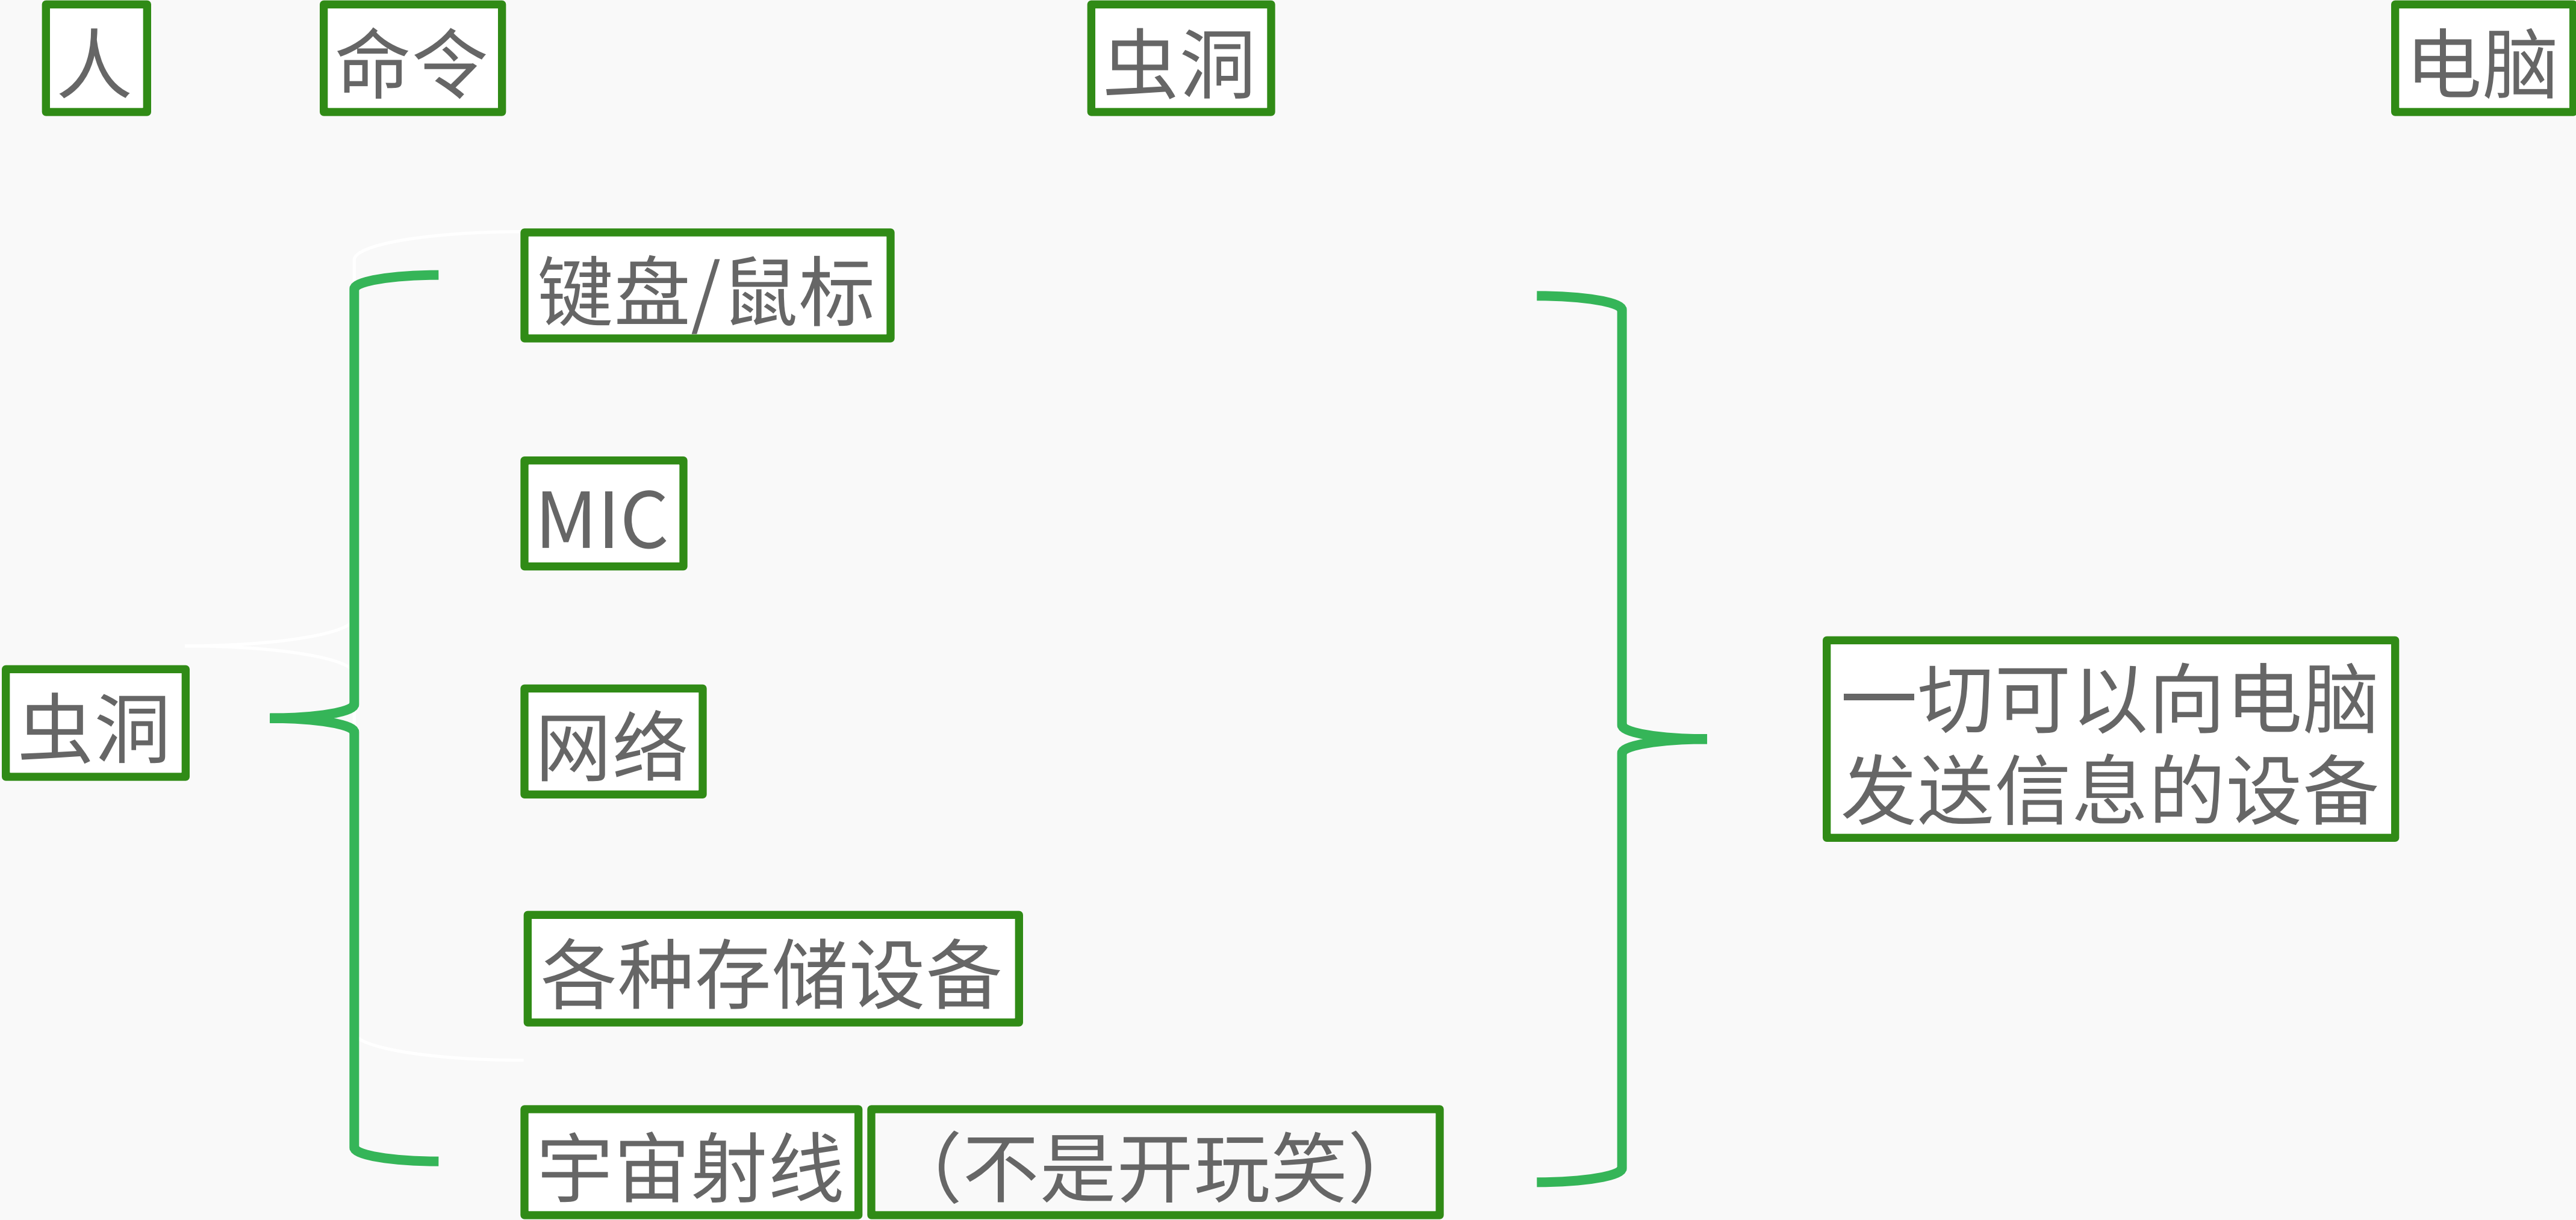 人
命令
虫洞
电脑
键盘/鼠标
MIC
虫洞
网络
各种存储设备
宇宙射线
（不是开玩笑）
一切可以向电脑
发送信息的设备